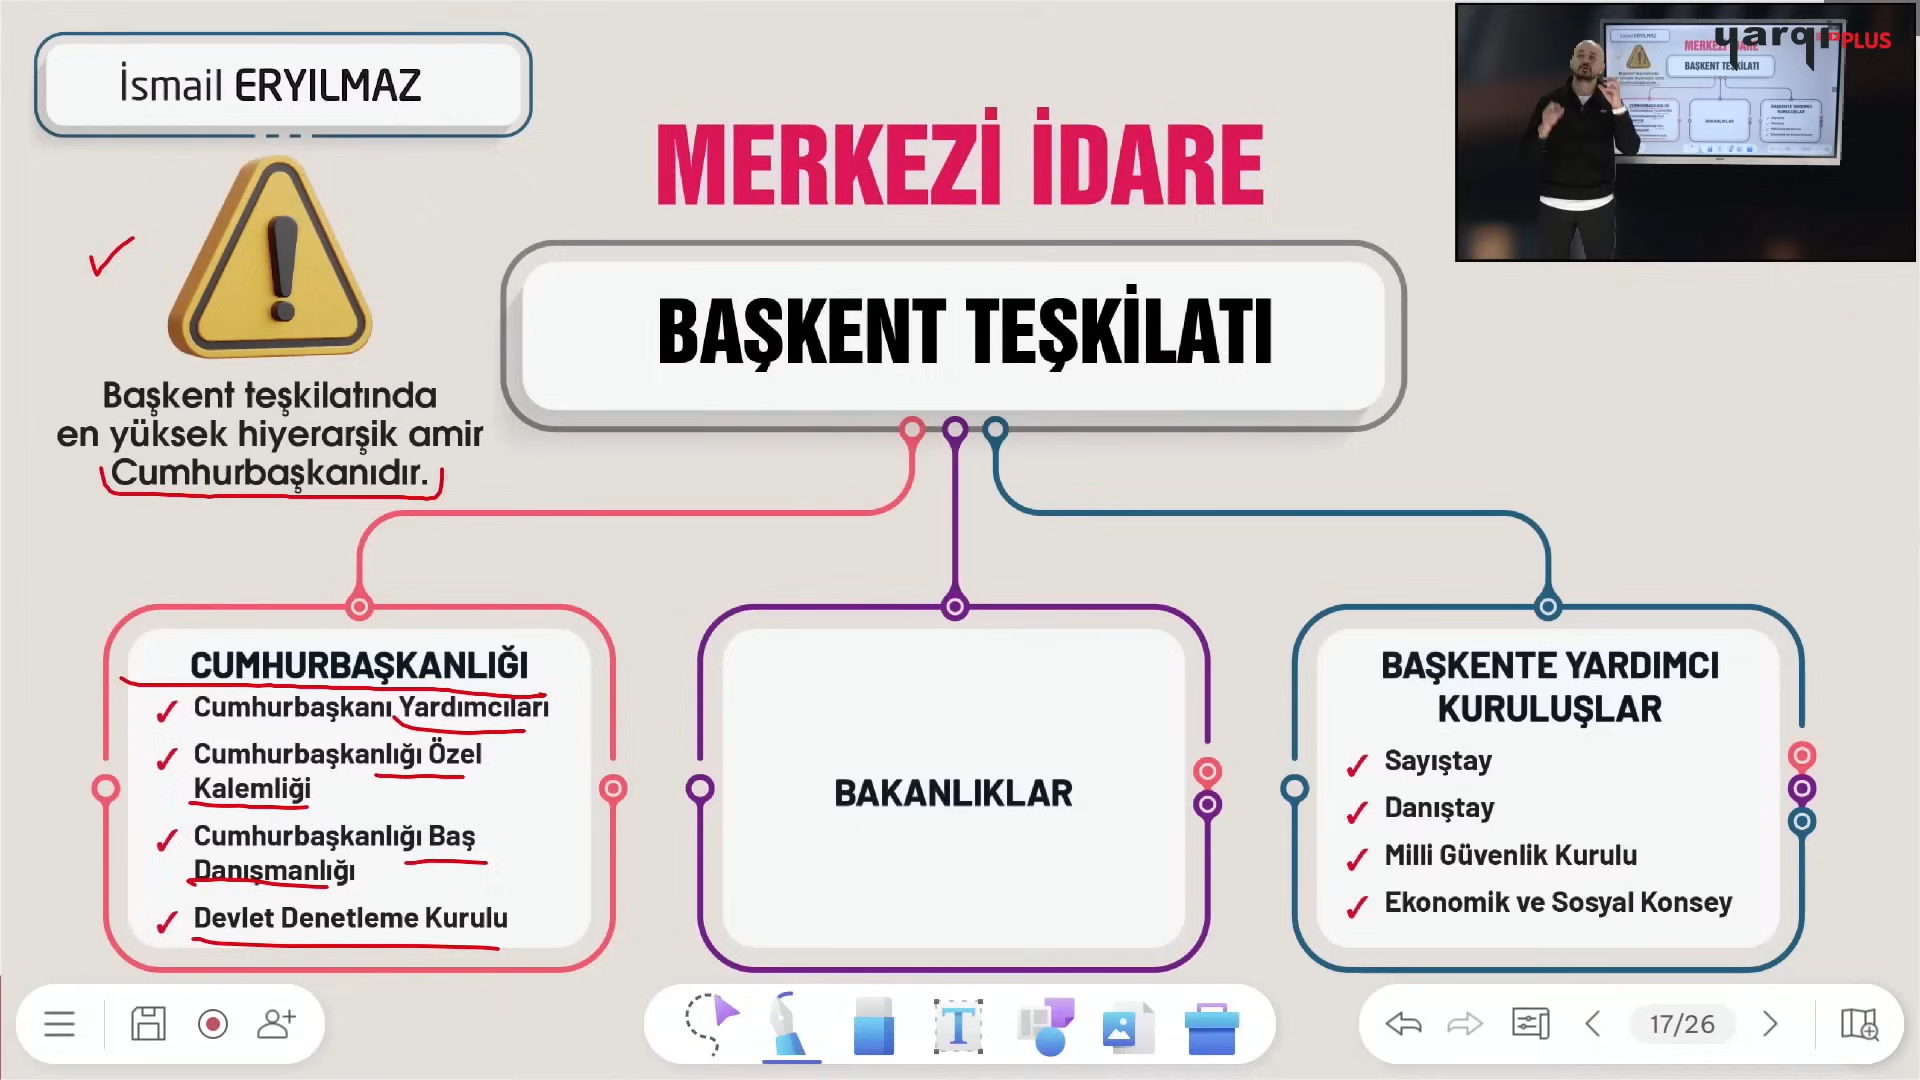 İsmail ERYILMAZ
yarqı PLUS
MERKEZİ İDARE
BAŞKENT TEŞKİLATI
Başkent teşkilatında
en yüksek hiyerarşik amir
Cumhurbaşkanıdır.
CUMHURBAŞKANLIĞI
Cumhurbaşkanı Yardımcıları
Cumhurbaşkanlığı Özel
Kalemliği
Cumhurbaşkanlığı Baş
Danışmanlığı
Devlet Denetleme Kurulu
BAKANLIKLAR
BAŞKENTE YARDIMCI
KURULUŞLAR
Sayıştay
Danıştay
Milli Güvenlik Kurulu
Ekonomik ve Sosyal Konsey
17/26